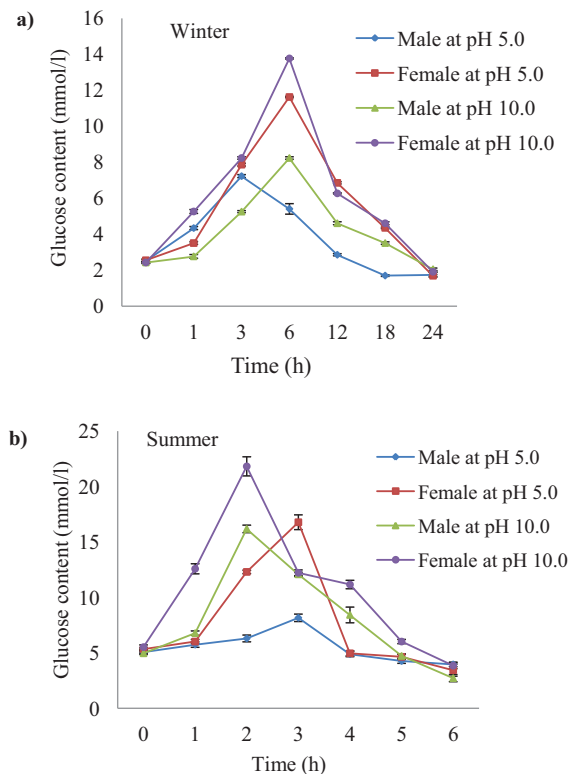 a)
Winter
Glucose content (mmol/l)
16
14
12
10
8
6
4
2
0
0 1 3 6 12 18 24
Time (h)
Male at pH 5.0
Female at pH 5.0
Male at pH 10.0
Female at pH 10.0
b)
Summer
Glucose content (mmol/l)
25
20
15
10
5
0
0 1 2 3 4 5 6
Time (h)
Male at pH 5.0
Female at pH 5.0
Male at pH 10.0
Female at pH 10.0